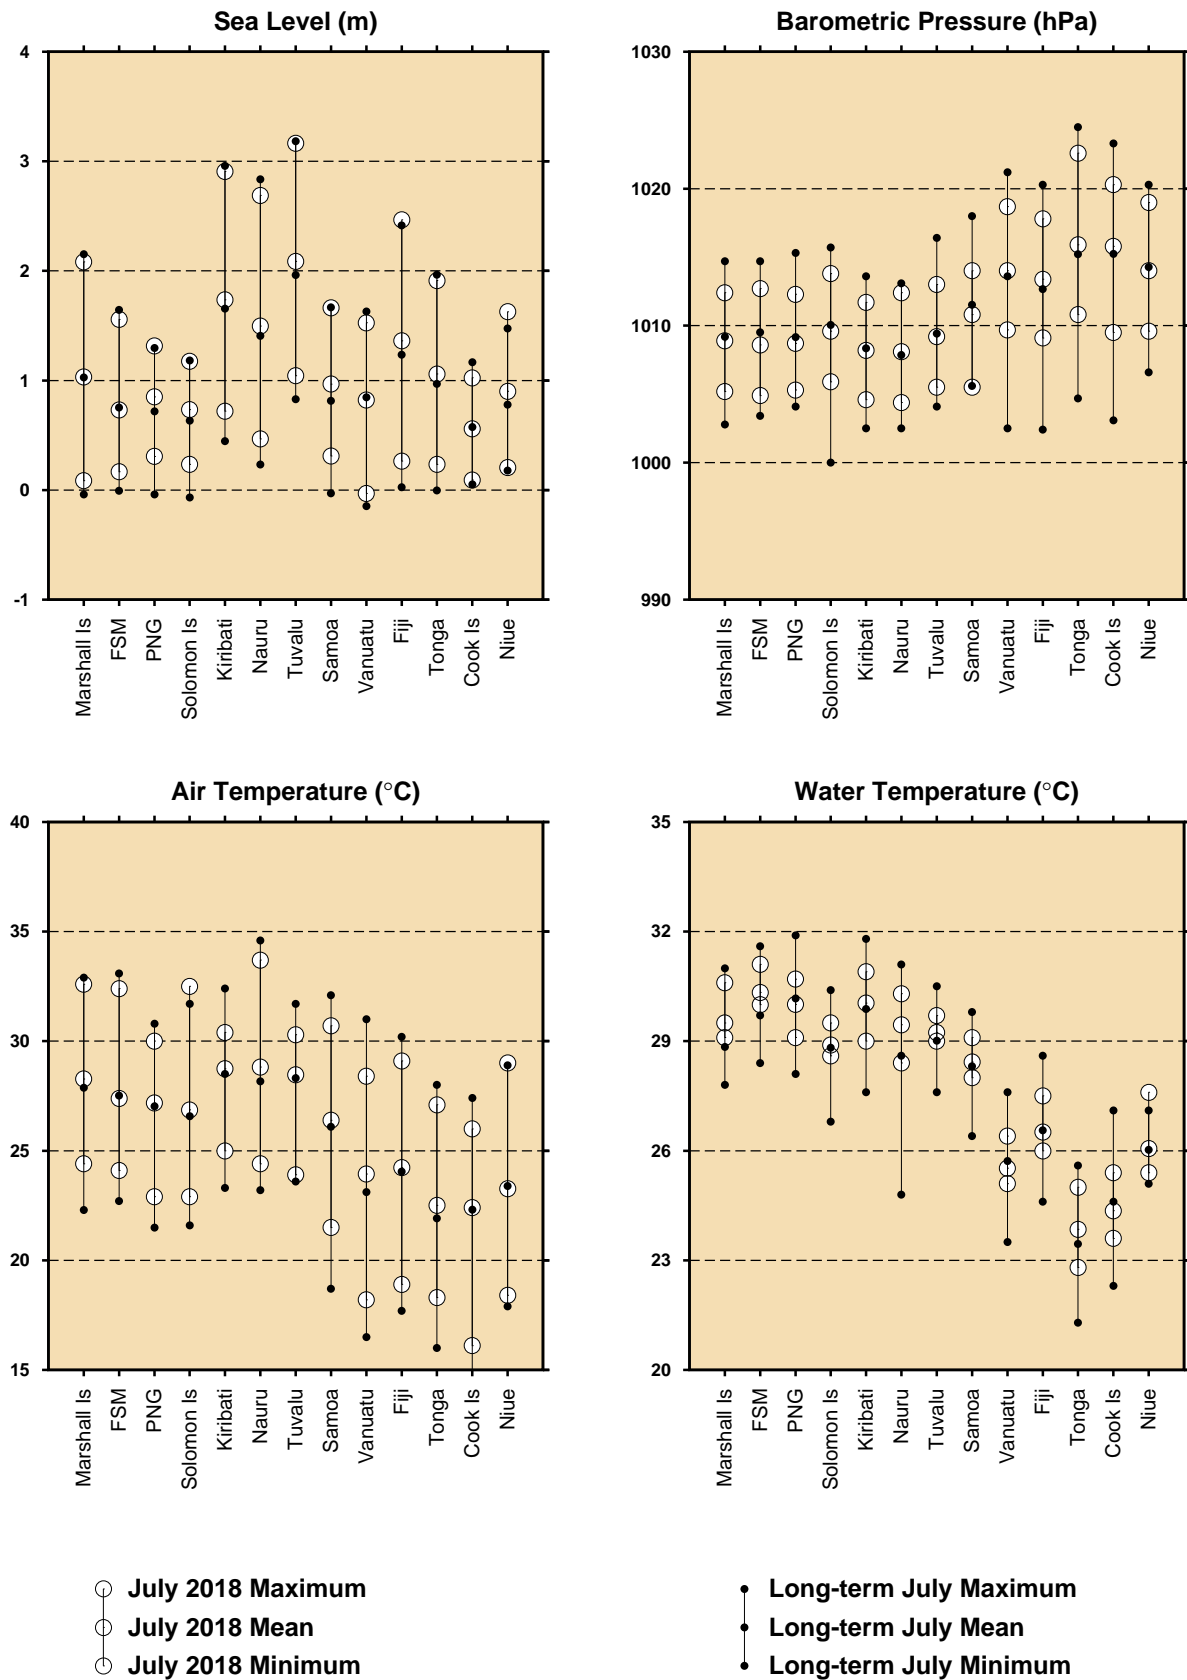 Sea Level (m)
4
3
2
1
0
-1
Marshall Is
FSM
PNG
Solomon Is
Kiribati
Nauru
Tuvalu
Samoa
Vanuatu
Fiji
Tonga
Cook Is
Niue
Barometric Pressure (hPa)
1030
1020
1010
1000
990
Marshall Is
FSM
PNG
Solomon Is
Kiribati
Nauru
Tuvalu
Samoa
Vanuatu
Fiji
Tonga
Cook Is
Niue
Air Temperature (°C)
40
35
30
25
20
15
Marshall Is
FSM
PNG
Solomon Is
Kiribati
Nauru
Tuvalu
Samoa
Vanuatu
Fiji
Tonga
Cook Is
Niue
Water Temperature (°C)
35
32
29
26
23
20
Marshall Is
FSM
PNG
Solomon Is
Kiribati
Nauru
Tuvalu
Samoa
Vanuatu
Fiji
Tonga
Cook Is
Niue
July 2018 Maximum
July 2018 Mean
July 2018 Minimum
Long-term July Maximum
Long-term July Mean
Long-term July Minimum